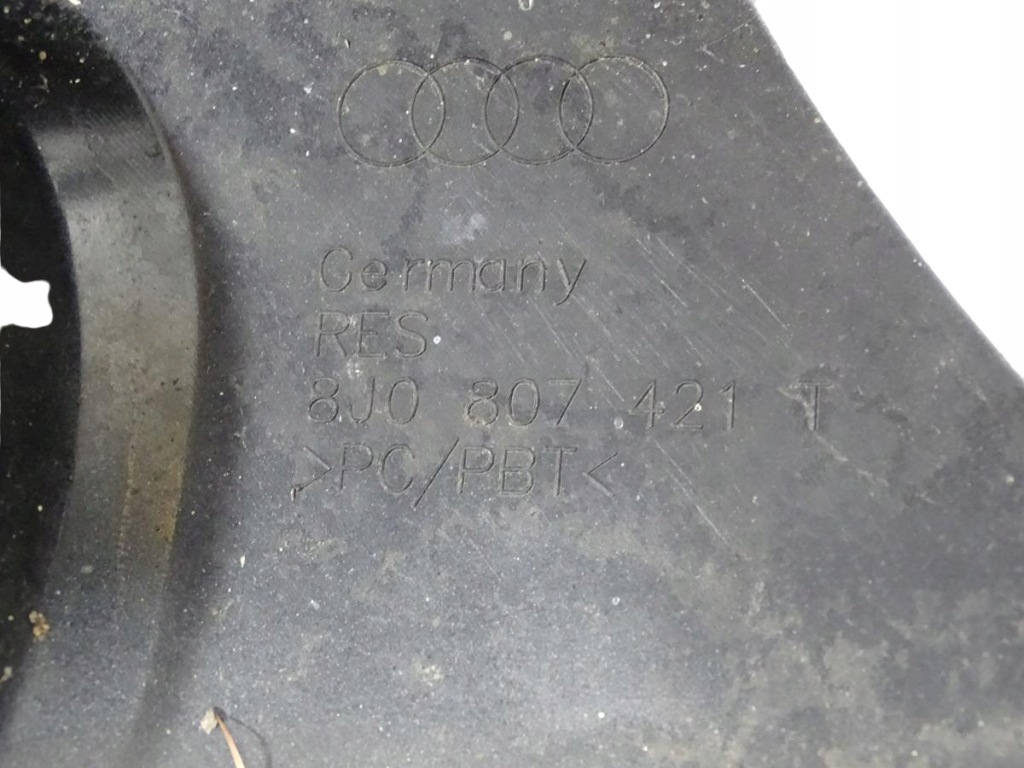 Germany
RES
8J0 807 421 T
>PC/PBT<